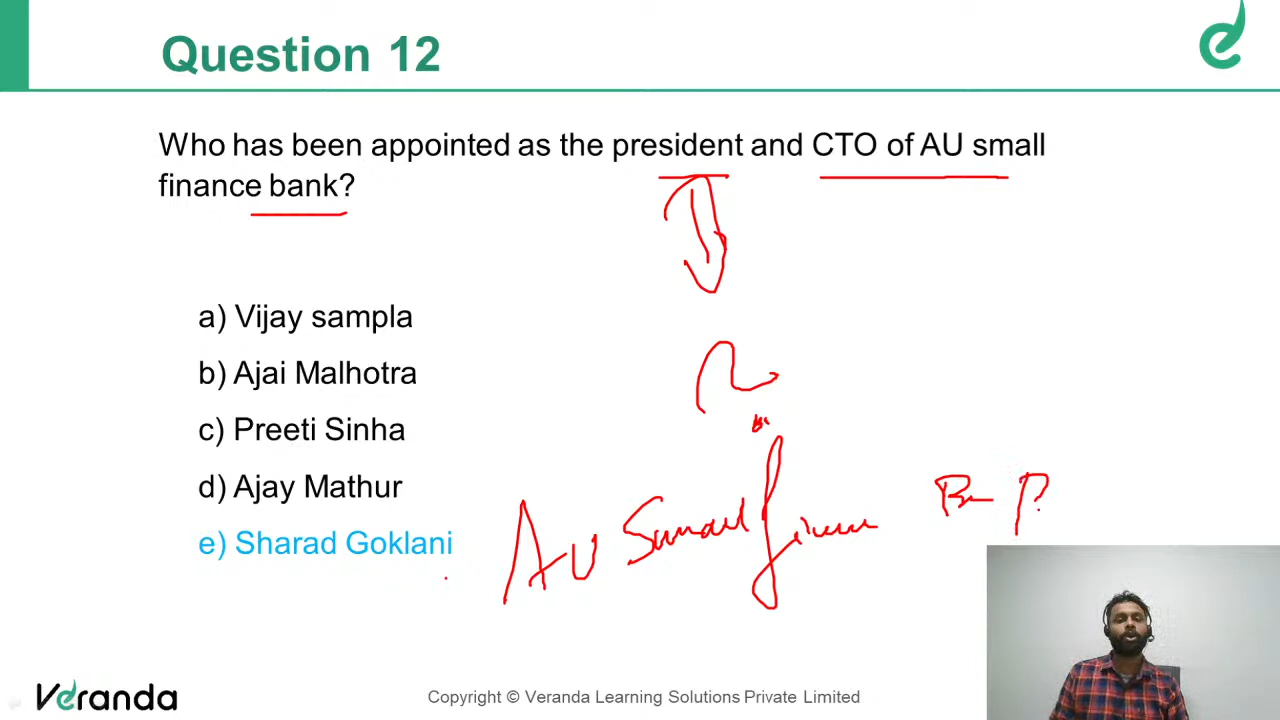 Question 12
Who has been appointed as the president and CTO of AU small
finance bank?
a) Vijay sampla
b) Ajai Malhotra
c) Preeti Sinha
d) Ajay Mathur
e) Sharad Goklani
AU Small finance
Veranda
Copyright © Veranda Learning Solutions Private Limited